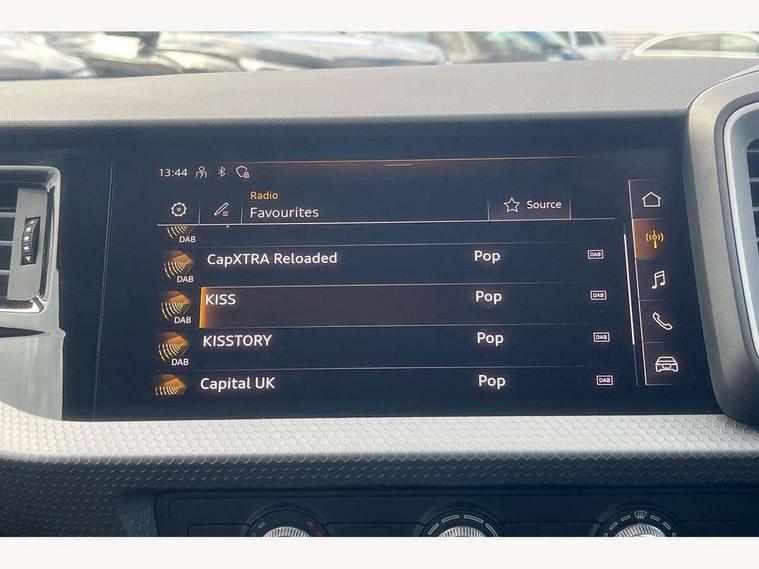 13:44
Radio
Favourites
Source
DAB
CapXTRA Reloaded Pop DAB
DAB
KISS Pop DAB
DAB
KISSTORY Pop DAB
DAB
Capital UK Pop DAB